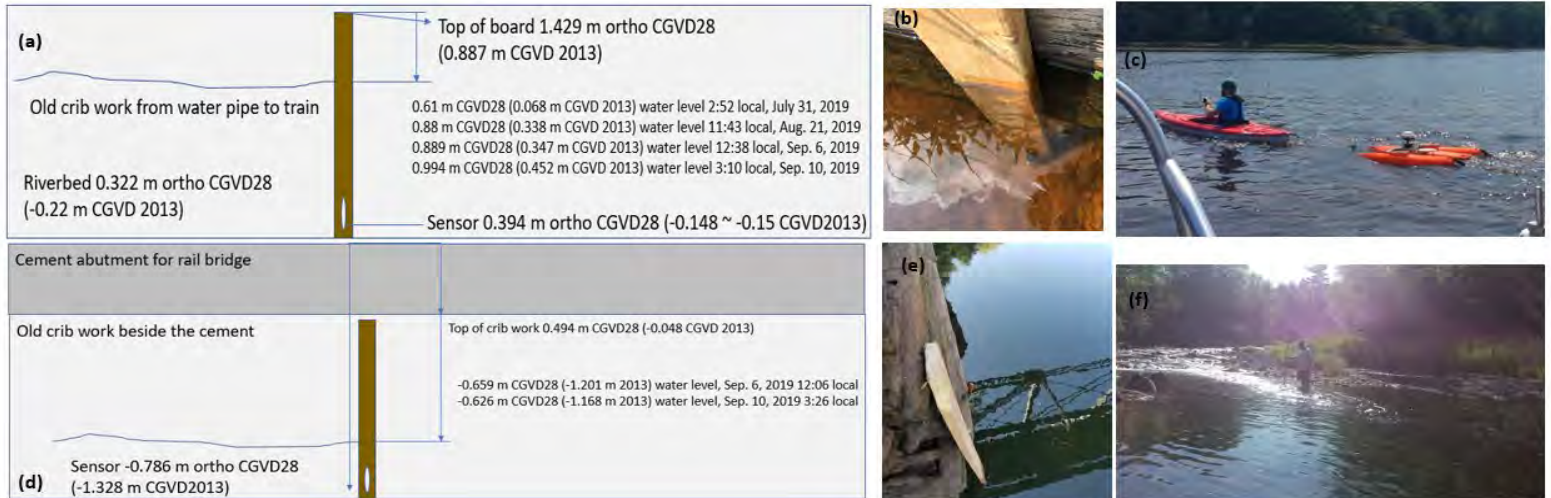 (a)
Top of board 1.429 m ortho CGVD28
(0.887 m CGVD 2013)
Old crib work from water pipe to train
0.61 m CGVD28 (0.068 m CGVD 2013) water level 2:52 local, July 31, 2019
0.88 m CGVD28 (0.338 m CGVD 2013) water level 11:43 local, Aug. 21, 2019
0.889 m CGVD28 (0.347 m CGVD 2013) water level 12:38 local, Sep. 6, 2019
0.994 m CGVD28 (0.452 m CGVD 2013) water level 3:10 local, Sep. 10, 2019
Riverbed 0.322 m ortho CGVD28
(-0.22 m CGVD 2013)
Sensor 0.394 m ortho CGVD28 (-0.148 ~ -0.15 CGVD2013)
(b)
(c)
Cement abutment for rail bridge
Old crib work beside the cement
Top of crib work 0.494 m CGVD28 (-0.048 CGVD 2013)
-0.659 m CGVD28 (-1.201 m 2013) water level, Sep. 6, 2019 12:06 local
-0.626 m CGVD28 (-1.168 m 2013) water level, Sep. 10, 2019 3:26 local
Sensor -0.786 m ortho CGVD28
(-1.328 m CGVD2013)
(d)
(e)
(f)